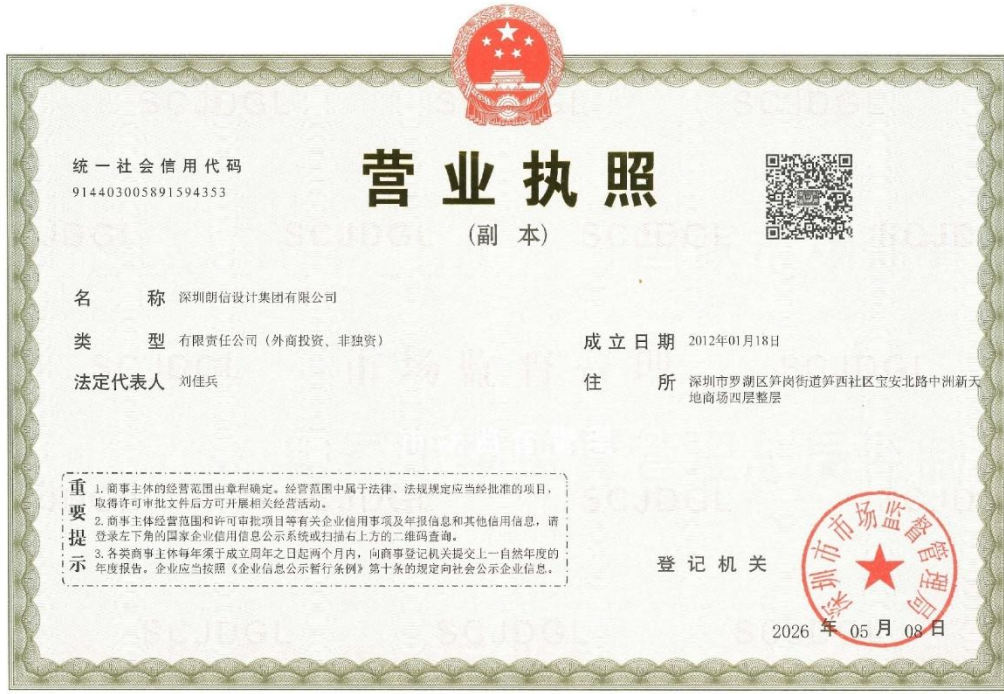 统一社会信用代码
914403005891594353
营业执照
(副 本)
名 称 深圳朗信设计集团有限公司
类 型 有限责任公司（外商投资、非独资）
法定代表人 刘佳兵
成立日期 2012年01月18日
住 所 深圳市罗湖区笋岗街道笋西社区宝安北路中洲新天
地商场四层整层
重要提示
1. 商事主体的经营范围由章程确定。经营范围中属于法律、法规规定应当经批准的项目，
取得许可审批文件后方可开展相关经营活动。
2. 商事主体经营范围和许可审批项目等有关企业信用事项及年报信息和其他信用信息，请
登录左下角的国家企业信用信息公示系统或扫描右上方的二维码查询。
3. 各类商事主体每年须于成立周年之日起两个月内，向商事登记机关提交上一自然年度的
年度报告。企业应当按照《企业信息公示暂行条例》第十条的规定向社会公示企业信息。
登记机关
深圳市市场监督管理局
2026 年 05 月 08 日
SCJDGL